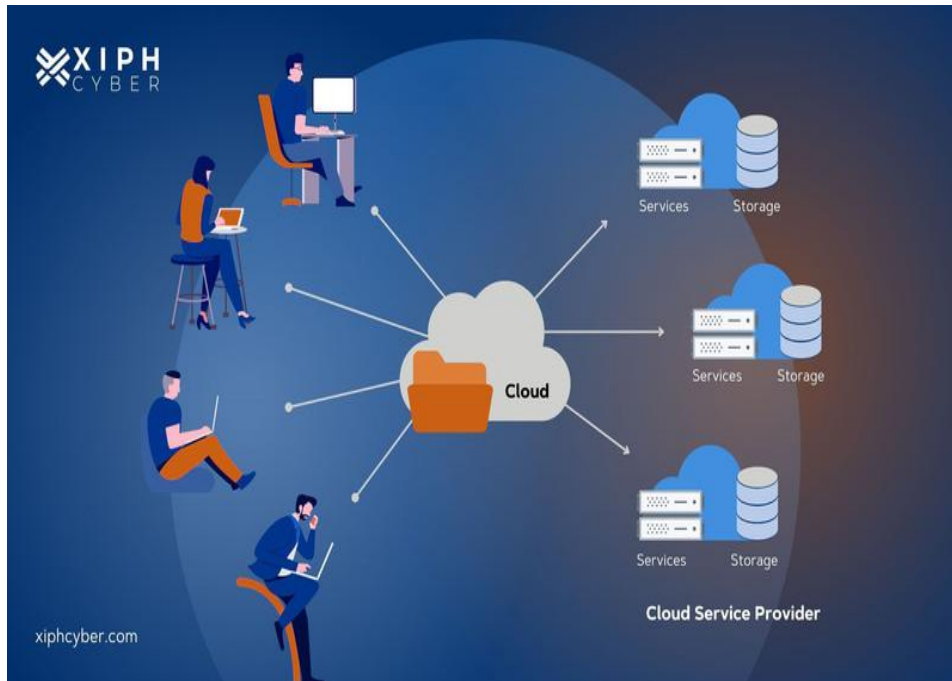 XIPH
CYBER
Services Storage
Cloud
Services Storage
Services Storage
Cloud Service Provider
xiphcyber.com